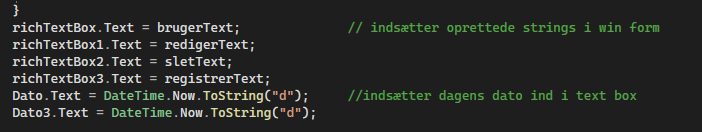 }
richTextBox.Text = brugerText; // indsætter oprettede strings i win form
richTextBox1.Text = redigerText;
richTextBox2.Text = sletText;
richTextBox3.Text = registrerText;
Dato.Text = DateTime.Now.ToString("d"); //indsætter dagens dato ind i text box
Dato3.Text = DateTime.Now.ToString("d");